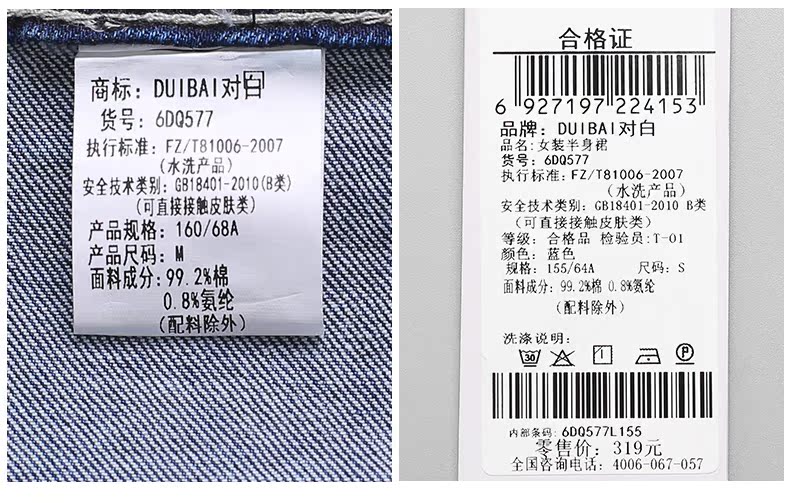 商标: DUIBAI对白
货号: 6DQ577
执行标准: FZ/T81006-2007
(水洗产品)
安全技术类别: GB18401-2010(B类)
(可直接接触皮肤类)
产品规格: 160/68A
产品尺码: M
面料成分: 99.2%棉
0.8%氨纶
(配料除外)
合格证
6 927197 224153
品牌: DUIBAI对白
品名: 女装半身裙
货号: 6DQ577
执行标准: FZ/T81006-2007
(水洗产品)
安全技术类别: GB18401-2010 B类
(可直接接触皮肤类)
等级: 合格品 检验员:T-01
颜色: 蓝色
规格: 155/64A 尺码: S
面料成分: 99.2%棉 0.8%氨纶
(配料除外)
洗涤说明:
30 P
内部条码: 6DQ577L155
零售价: 319元
全国咨询电话: 4006-067-057